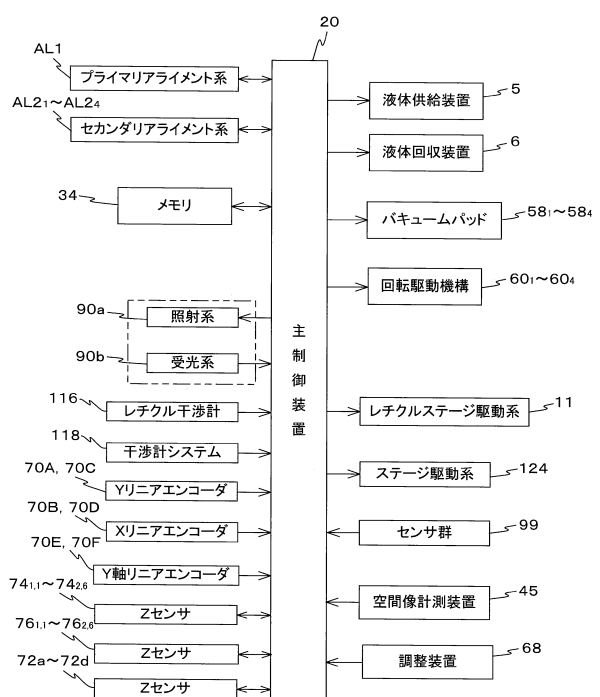 20
AL1
プライマリアライメント系
AL2₁～AL2₄
セカンダリアライメント系
34
メモリ
90a
照射系
90b
受光系
116
レチクル干渉計
118
干渉計システム
70A, 70C
Yリニアエンコーダ
70B, 70D
Xリニアエンコーダ
70E, 70F
Y軸リニアエンコーダ
74₁,₁～74₂,₆
Zセンサ
76₁,₁～76₂,₆
Zセンサ
72a～72d
Zセンサ
主制御装置
液体供給装置
5
液体回収装置
6
バキュームパッド
58₁～58₄
回転駆動機構
60₁～60₄
レチクルステージ駆動系
11
ステージ駆動系
124
センサ群
99
空間像計測装置
45
調整装置
68